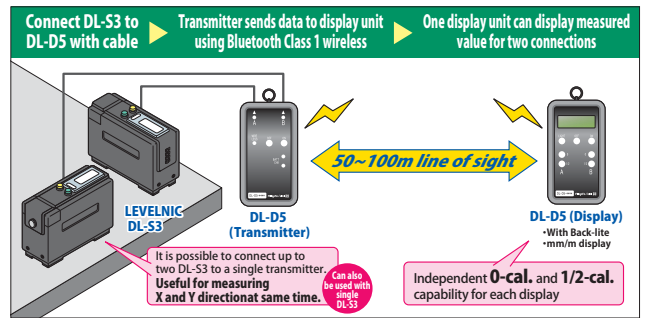 Connect DL-S3 to
DL-D5 with cable
Transmitter sends data to display unit
using Bluetooth Class 1 wireless
One display unit can display measured
value for two connections
A
B
50~100m line of sight
A
B
LEVELNIC
DL-S3
DL-D5
(Transmitter)
DL-D5 (Display)
•With Back-lite
•mm/m display
It is possible to connect up to
two DL-S3 to a single transmitter.
Useful for measuring
X and Y directionat same time.
Can also
be used with
single
DL-S3
Independent 0-cal. and 1/2-cal.
capability for each display